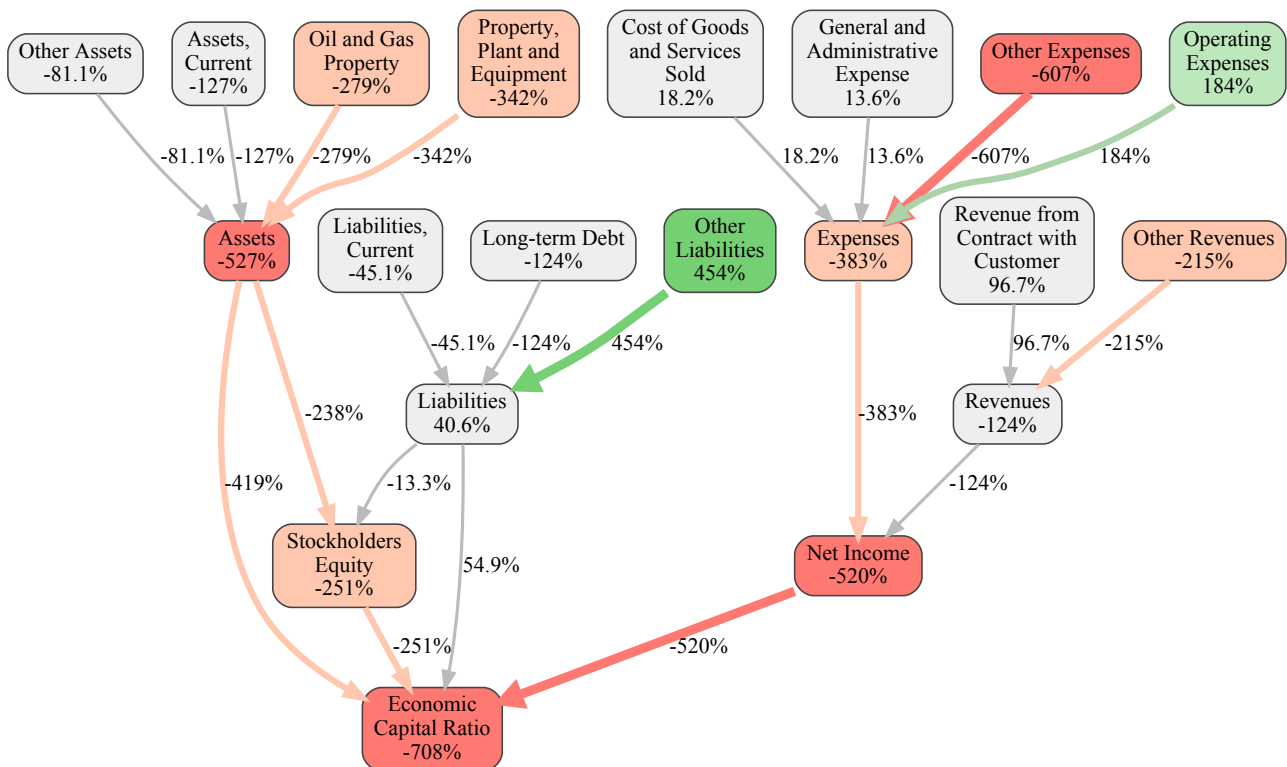 Other Assets
-81.1%
Assets,
Current
-127%
Oil and Gas
Property
-279%
Property,
Plant and
Equipment
-342%
Cost of Goods
and Services
Sold
18.2%
General and
Administrative
Expense
13.6%
Other Expenses
-607%
Operating
Expenses
184%
-81.1%
-127%
-279%
-342%
18.2%
13.6%
-607%
184%
Assets
-527%
Liabilities,
Current
-45.1%
Long-term Debt
-124%
Other
Liabilities
454%
Expenses
-383%
Revenue from
Contract with
Customer
96.7%
Other Revenues
-215%
-45.1%
-124%
454%
96.7%
-215%
-238%
Liabilities
40.6%
-383%
Revenues
-124%
-419%
-13.3%
-124%
Stockholders
Equity
-251%
54.9%
Net Income
-520%
-251%
-520%
Economic
Capital Ratio
-708%